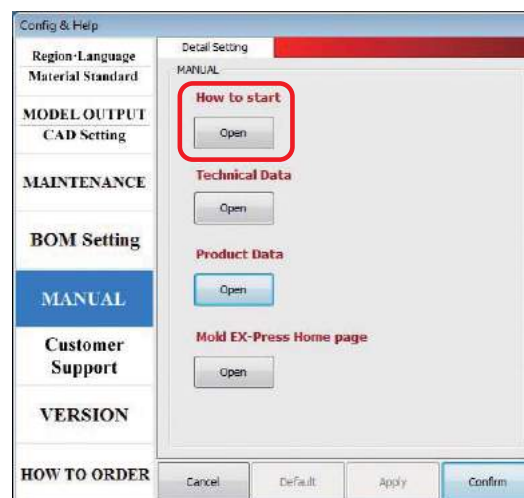 Config & Help
Region·Language
Material Standard
MODEL OUTPUT
CAD Setting
MAINTENANCE
BOM Setting
MANUAL
Customer
Support
VERSION
HOW TO ORDER
Detail Setting
MANUAL
How to start
Open
Technical Data
Open
Product Data
Open
Mold EX-Press Home page
Open
Cancel
Default
Apply
Confirm